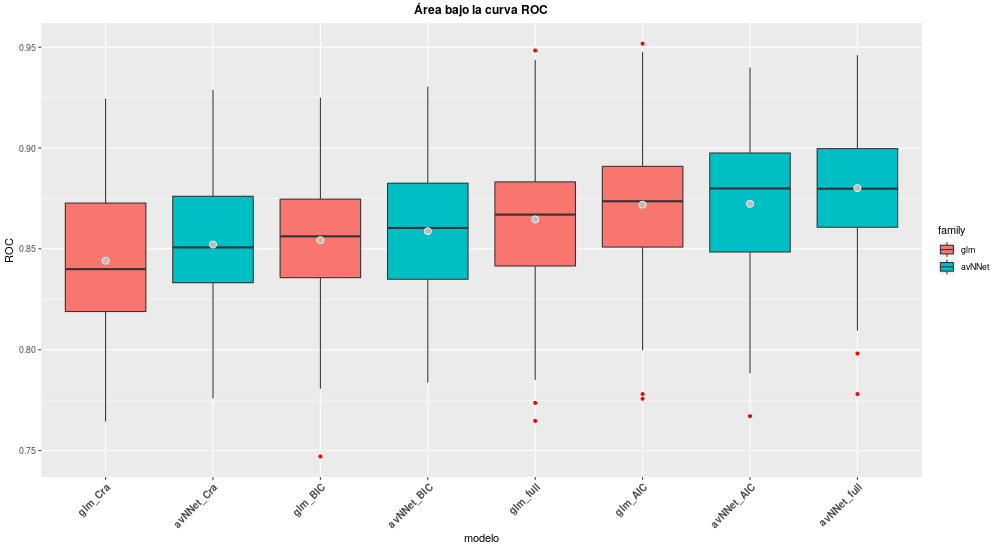 Área bajo la curva ROC
ROC
0.95
0.90
0.85
0.80
0.75
glm_Cra
avNNet_Cra
glm_BIC
avNNet_BIC
glm_full
glm_AIC
avNNet_AIC
avNNet_full
modelo
family
glm
avNNet